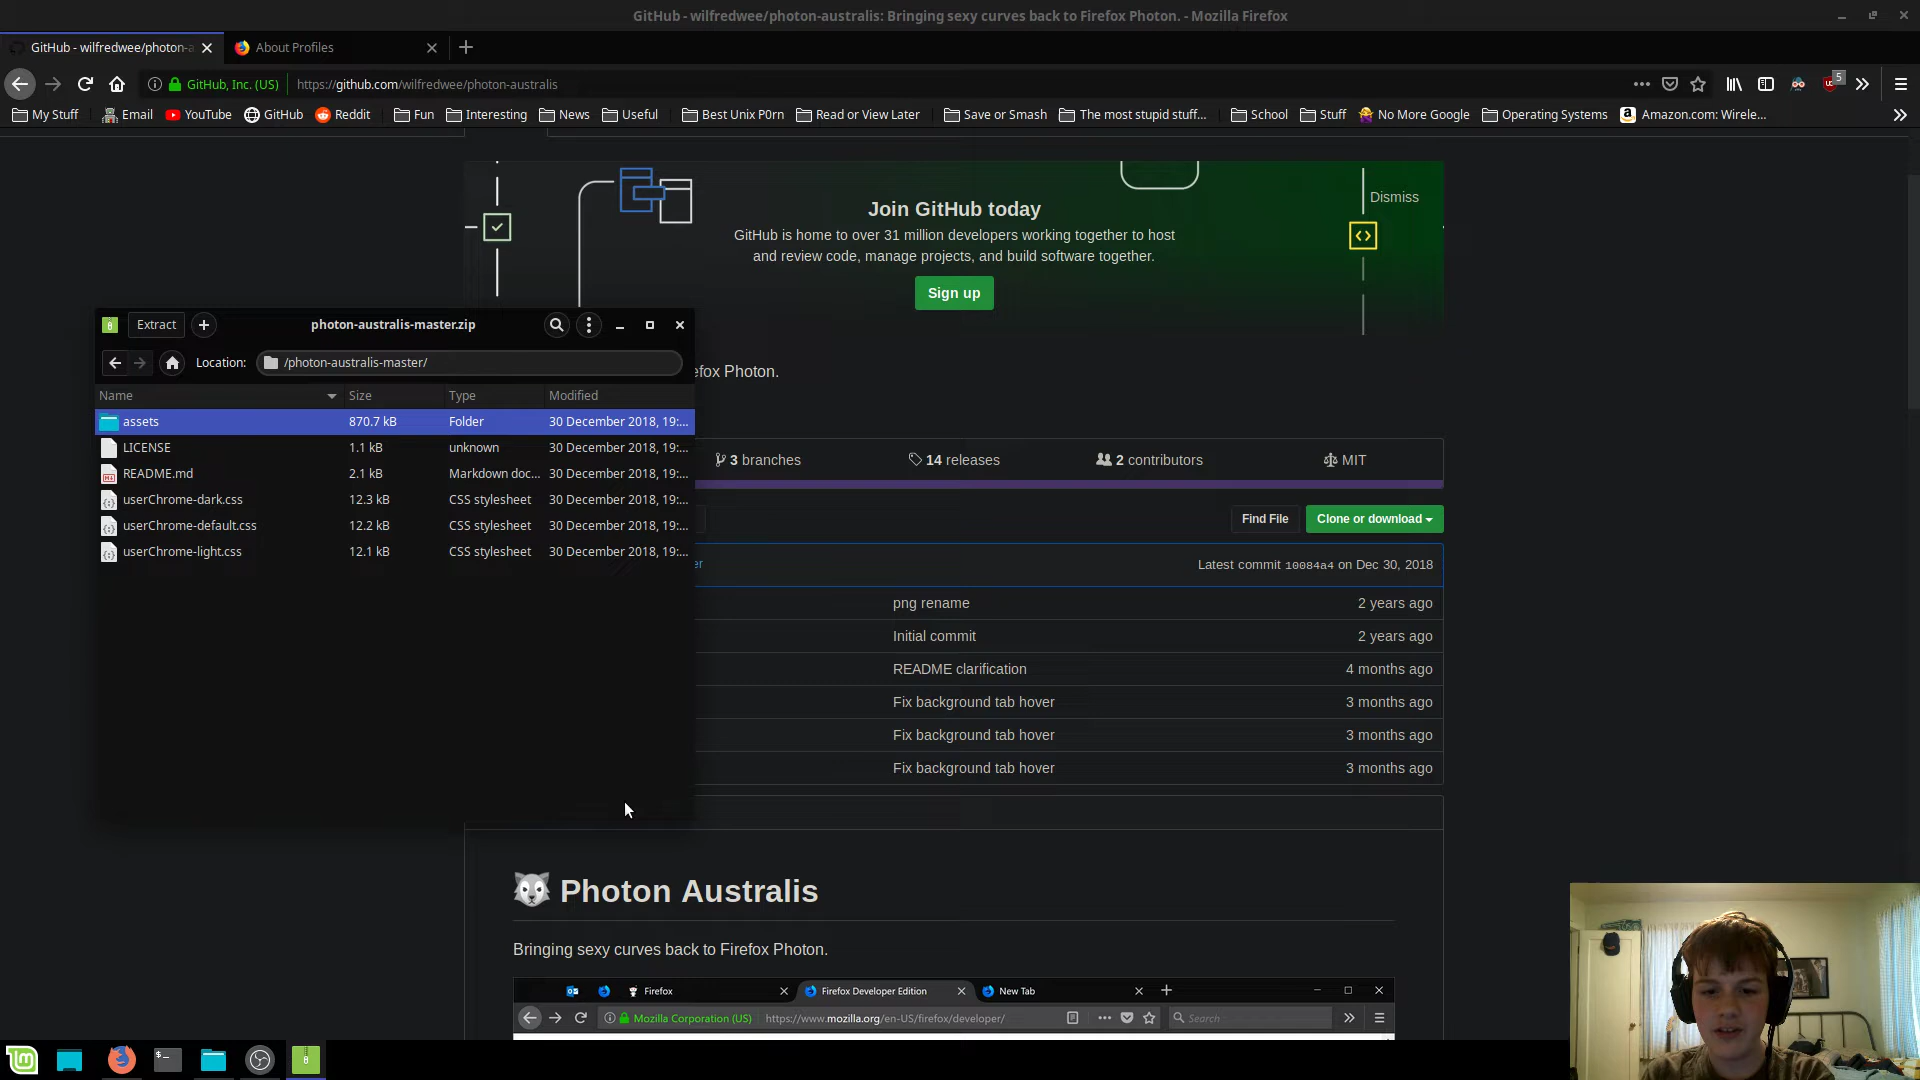 GitHub - wilfredwee/photon-australis: Bringing sexy curves back to Firefox Photon. - Mozilla Firefox
GitHub - wilfredwee/photon-a
About Profiles
GitHub, Inc. (US)
https://github.com/wilfredwee/photon-australis
5
My Stuff
Email
YouTube
GitHub
Reddit
Fun
Interesting
News
Useful
Best Unix P0rn
Read or View Later
Save or Smash
The most stupid stuff...
School
Stuff
No More Google
Operating Systems
Amazon.com: Wirele...
Join GitHub today
Dismiss
GitHub is home to over 31 million developers working together to host
and review code, manage projects, and build software together.
Sign up
Extract
photon-australis-master.zip
Location:
/photon-australis-master/
Name Size Type Modified
assets 870.7 kB Folder 30 December 2018, 19:...
LICENSE 1.1 kB unknown 30 December 2018, 19:...
README.md 2.1 kB Markdown doc... 30 December 2018, 19:...
userChrome-dark.css 12.3 kB CSS stylesheet 30 December 2018, 19:...
userChrome-default.css 12.2 kB CSS stylesheet 30 December 2018, 19:...
userChrome-light.css 12.1 kB CSS stylesheet 30 December 2018, 19:...
efox Photon.
3 branches
14 releases
2 contributors
MIT
Find File
Clone or download
er
Latest commit 10084a4 on Dec 30, 2018
png rename 2 years ago
Initial commit 2 years ago
README clarification 4 months ago
Fix background tab hover 3 months ago
Fix background tab hover 3 months ago
Fix background tab hover 3 months ago
Photon Australis
Bringing sexy curves back to Firefox Photon.
Firefox
Firefox Developer Edition
New Tab
Mozilla Corporation (US)
https://www.mozilla.org/en-US/firefox/developer/
Search